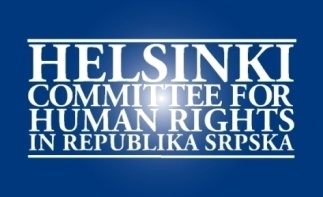 HELSINKI
COMMITTEE FOR
HUMAN RIGHTS
IN REPUBLIKA SRPSKA